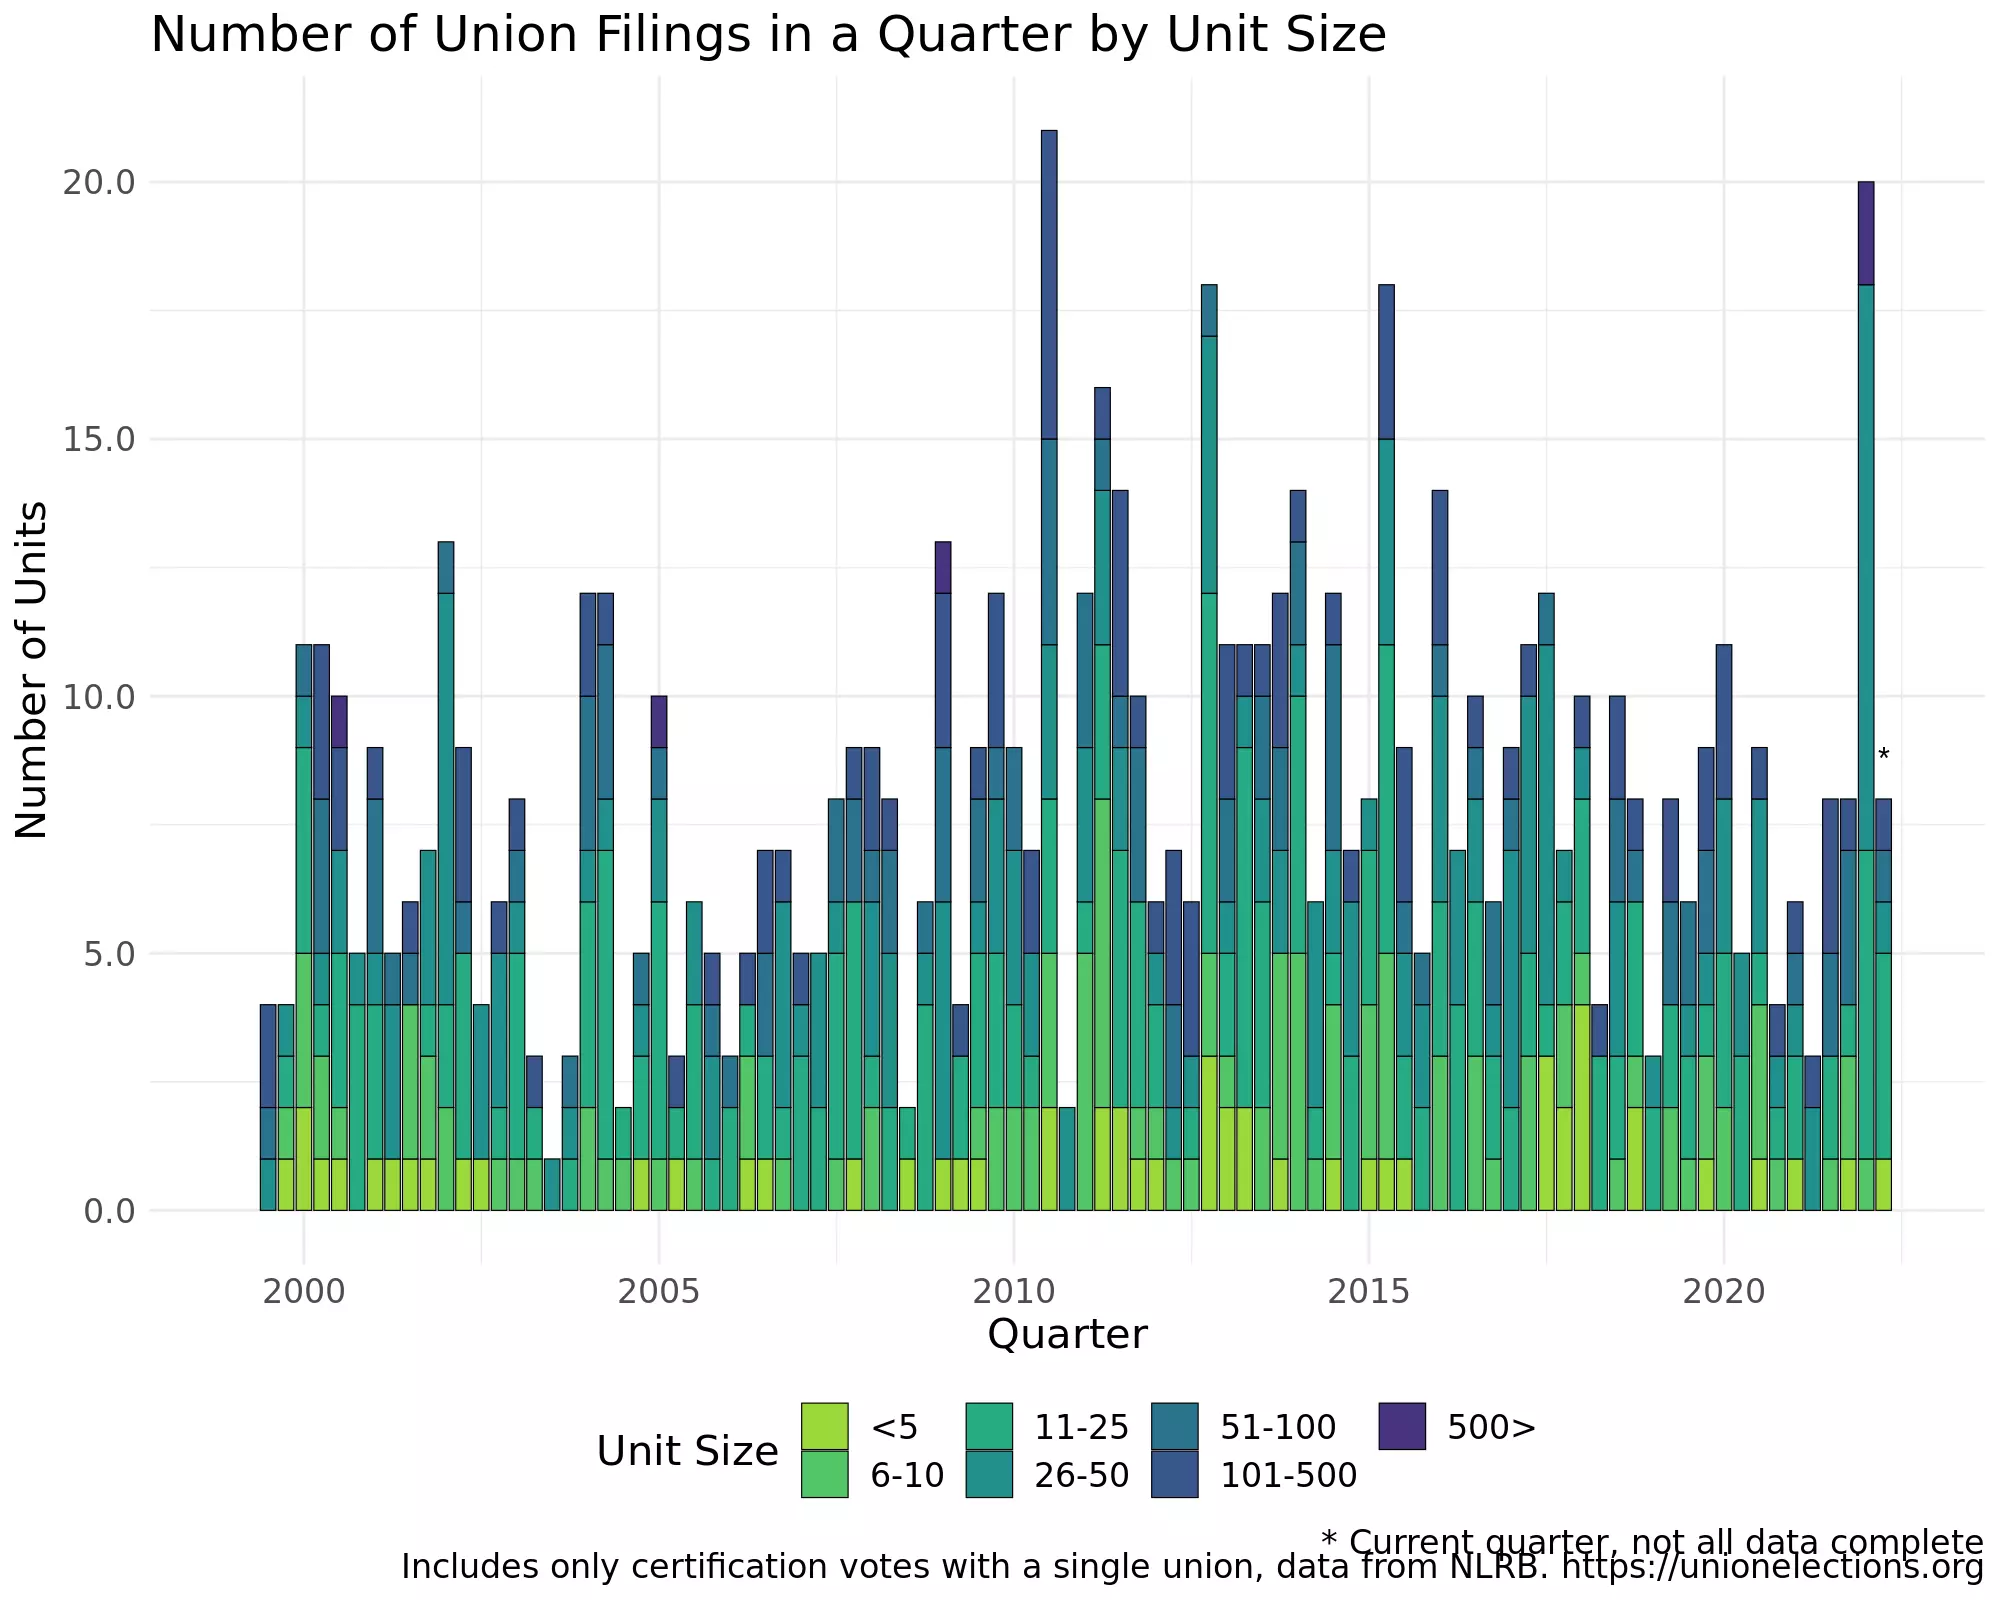 Number of Union Filings in a Quarter by Unit Size
Number of Units
20.0
15.0
10.0
5.0
0.0
*
2000 2005 2010 2015 2020
Quarter
Unit Size
<5 11-25 51-100 500>
6-10 26-50 101-500
* Current quarter, not all data complete
Includes only certification votes with a single union, data from NLRB. https://unionelections.org